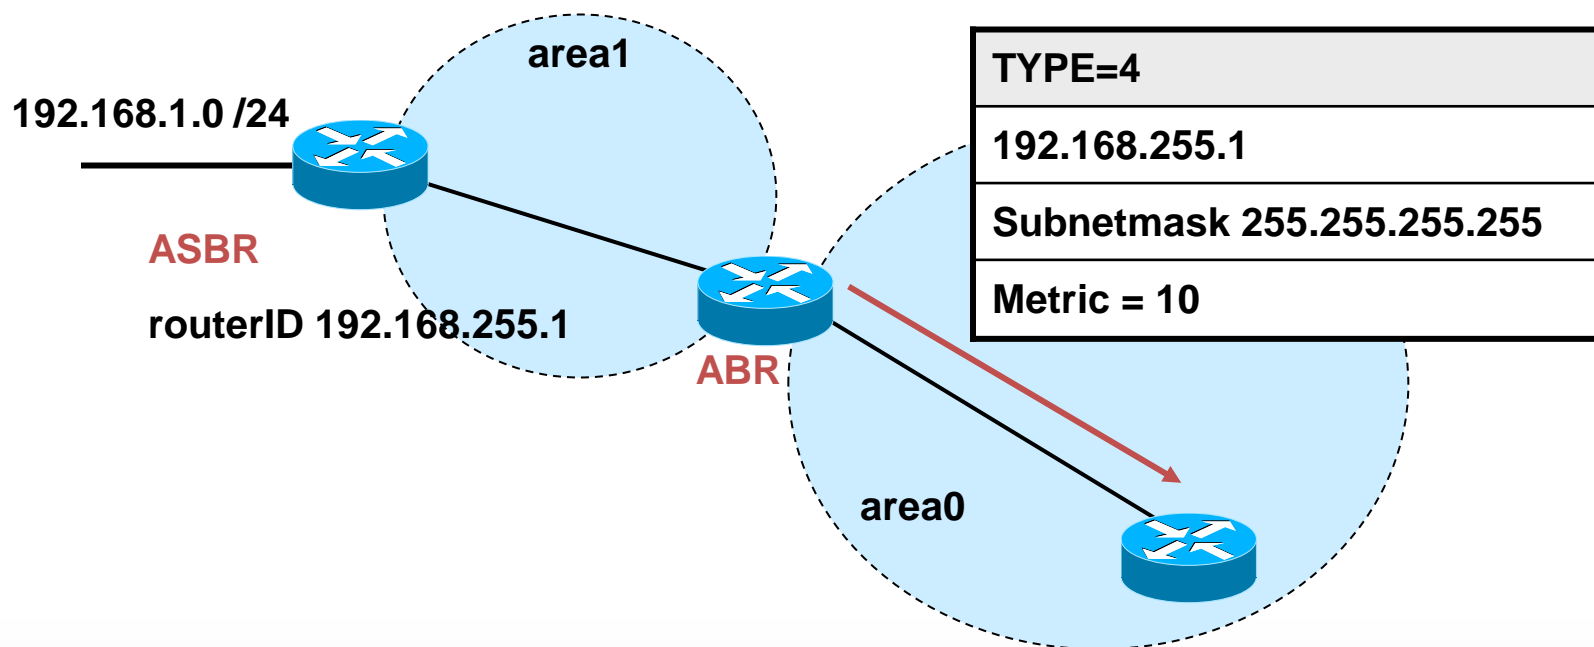 area1
192.168.1.0 /24
ASBR
routerID 192.168.255.1
ABR
area0
TYPE=4
192.168.255.1
Subnetmask 255.255.255.255
Metric = 10